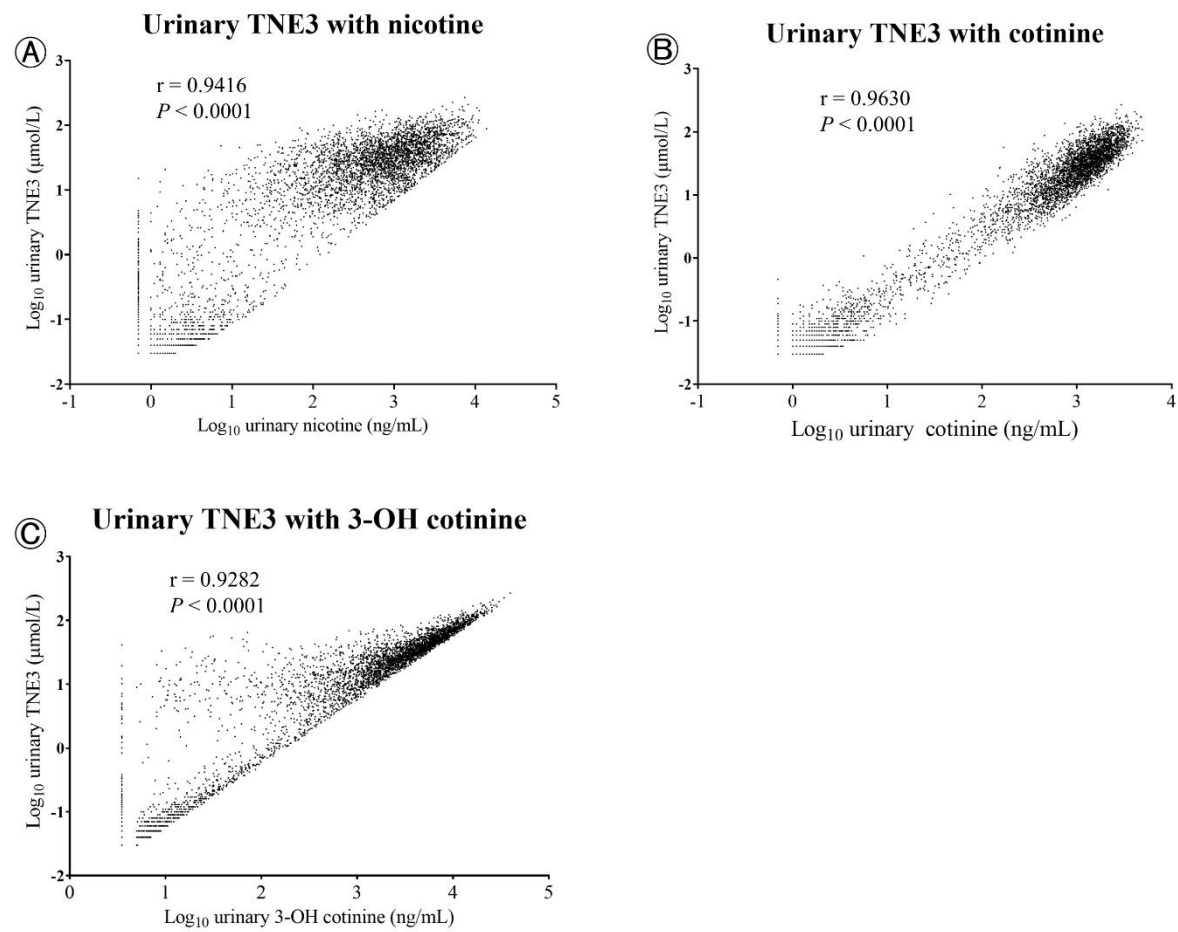 Urinary TNE3 with nicotine
Ⓐ
r = 0.9416
P < 0.0001
Log10 urinary TNE3 (μmol/L)
3
2
1
0
-1
-2
-1 0 1 2 3 4 5
Log10 urinary nicotine (ng/mL)
Urinary TNE3 with cotinine
Ⓑ
r = 0.9630
P < 0.0001
Log10 urinary TNE3 (μmol/L)
3
2
1
0
-1
-2
-1 0 1 2 3 4
Log10 urinary cotinine (ng/mL)
Urinary TNE3 with 3-OH cotinine
Ⓒ
r = 0.9282
P < 0.0001
Log10 urinary TNE3 (μmol/L)
3
2
1
0
-1
-2
0 1 2 3 4 5
Log10 urinary 3-OH cotinine (ng/mL)